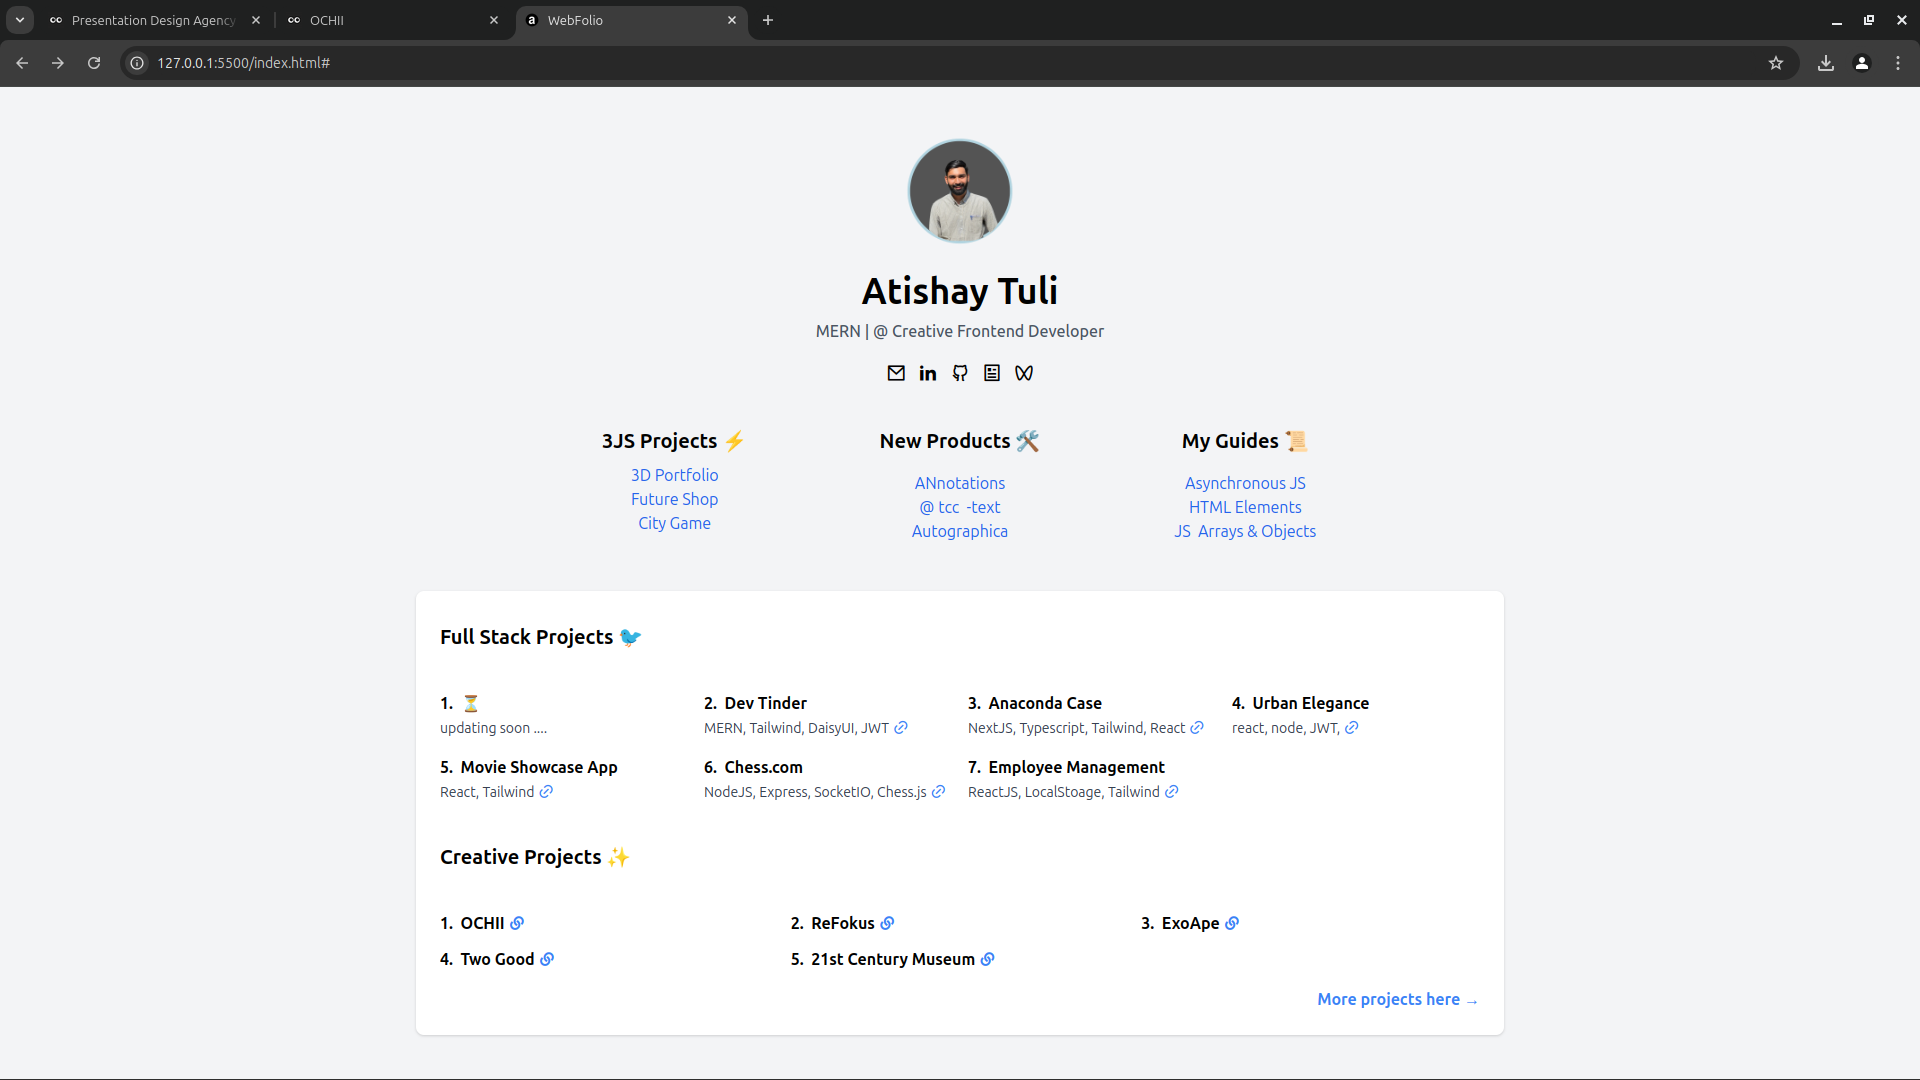 Presentation Design Agency
OCHII
WebFolio
127.0.0.1:5500/index.html#
Atishay Tuli
MERN | @ Creative Frontend Developer
3JS Projects ⚡
3D Portfolio
Future Shop
City Game
New Products 🛠️
ANnotations
@ tcc -text
Autographica
My Guides 📜
Asynchronous JS
HTML Elements
JS Arrays & Objects
Full Stack Projects 🐦
1. ⏳
updating soon ....
2. Dev Tinder
MERN, Tailwind, DaisyUI, JWT
3. Anaconda Case
NextJS, Typescript, Tailwind, React
4. Urban Elegance
react, node, JWT,
5. Movie Showcase App
React, Tailwind
6. Chess.com
NodeJS, Express, SocketIO, Chess.js
7. Employee Management
ReactJS, LocalStoage, Tailwind
Creative Projects ✨
1. OCHII
2. ReFokus
3. ExoApe
4. Two Good
5. 21st Century Museum
More projects here →